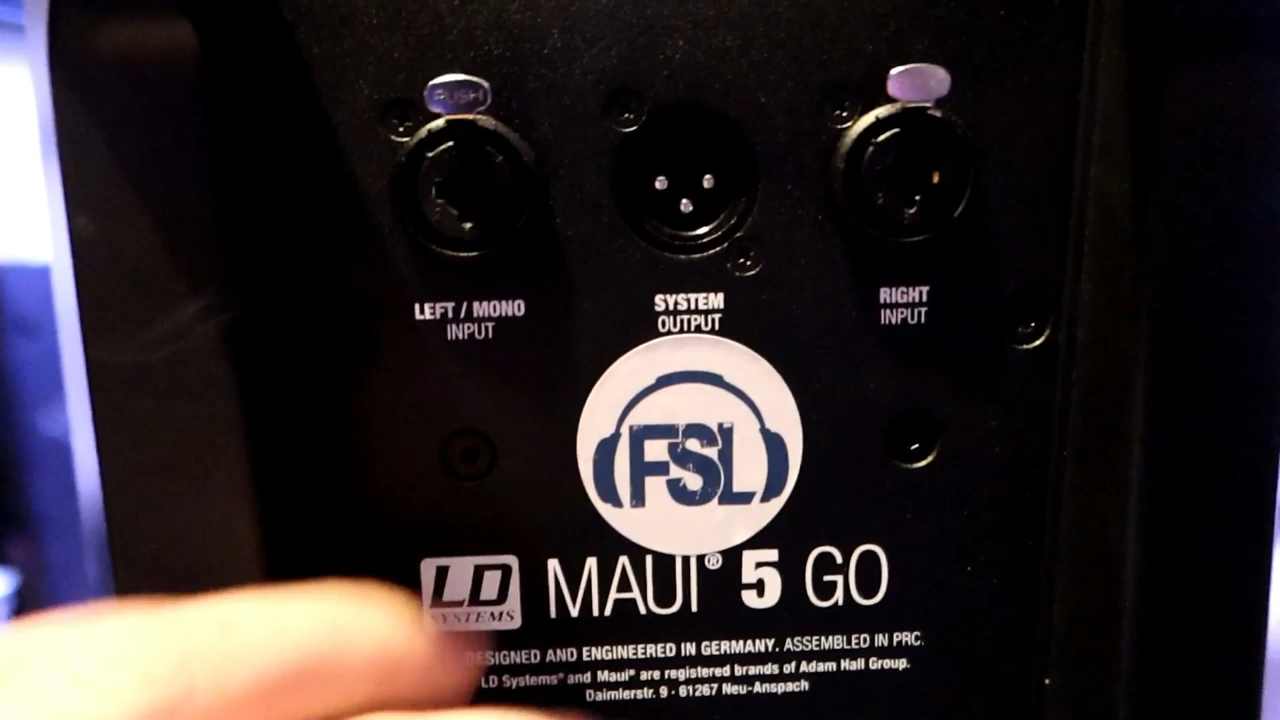 PUSH
LEFT / MONO
INPUT
SYSTEM
OUTPUT
RIGHT
INPUT
FSL
LD
SYSTEMS
MAUI® 5 GO
DESIGNED AND ENGINEERED IN GERMANY. ASSEMBLED IN PRC.
LD Systems® and Maui® are registered brands of Adam Hall Group.
Daimlerstr. 9 · 61267 Neu-Anspach